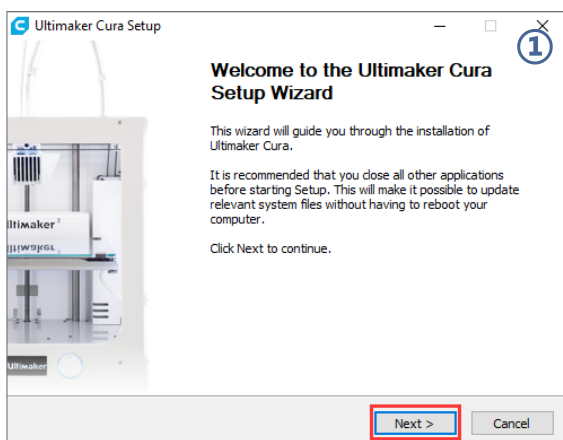 Ultimaker Cura Setup
①
Welcome to the Ultimaker Cura
Setup Wizard
This wizard will guide you through the installation of
Ultimaker Cura.
It is recommended that you close all other applications
before starting Setup. This will make it possible to update
relevant system files without having to reboot your
computer.
Click Next to continue.
ltimaker³
Ultimaker
Next >
Cancel